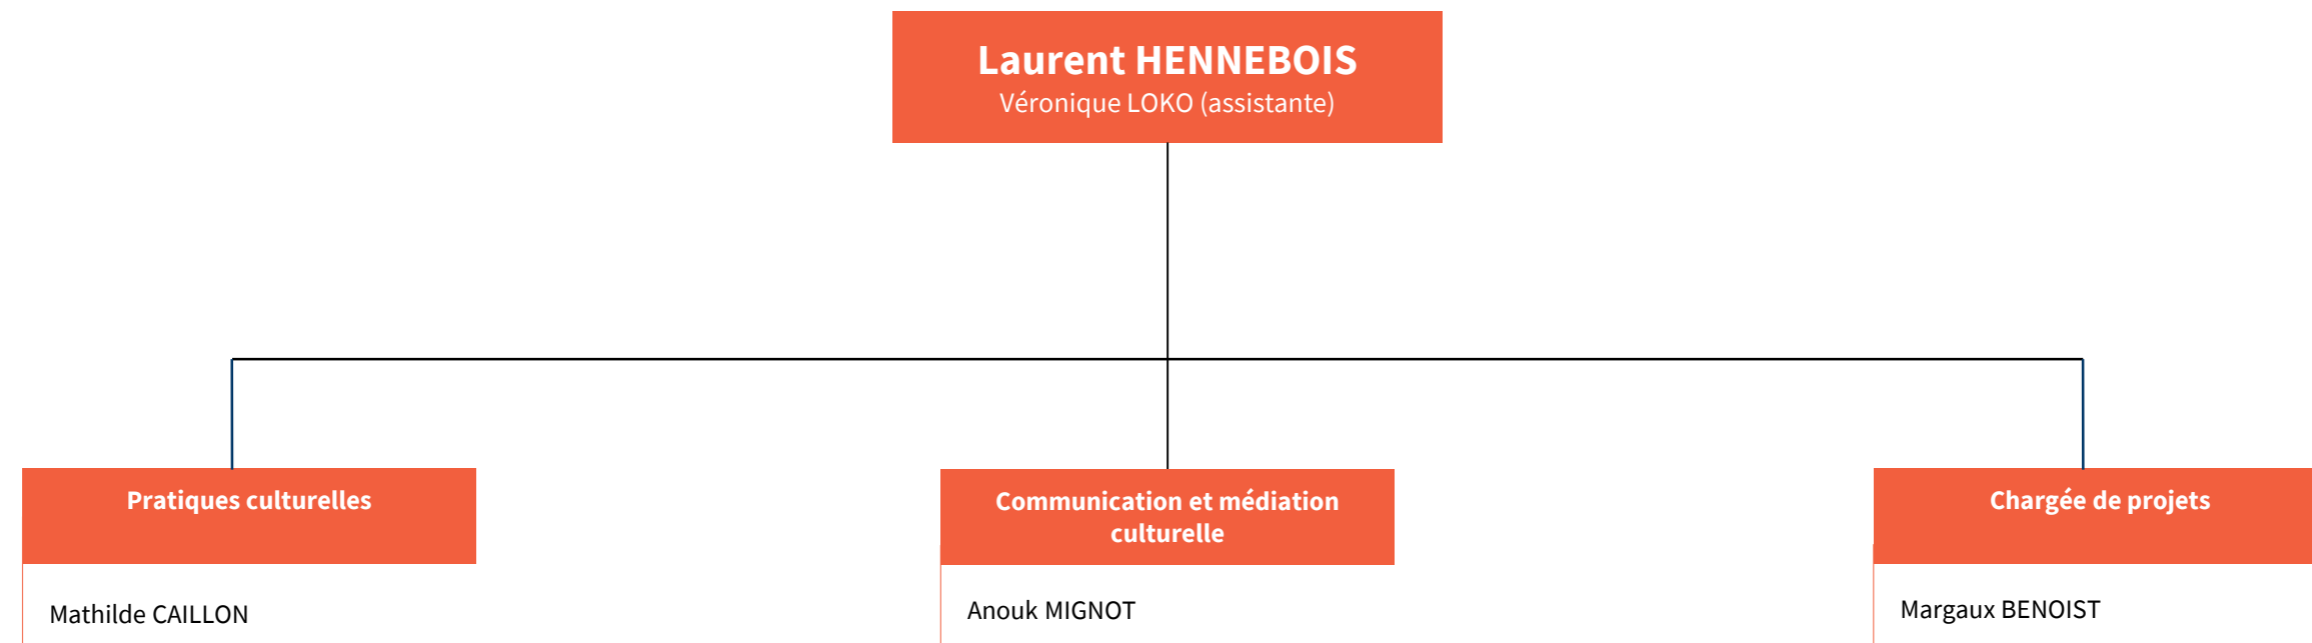 Laurent HENNEBOIS
Véronique LOKO (assistante)
Pratiques culturelles
Mathilde CAILLON
Communication et médiation
culturelle
Anouk MIGNOT
Chargée de projets
Margaux BENOIST